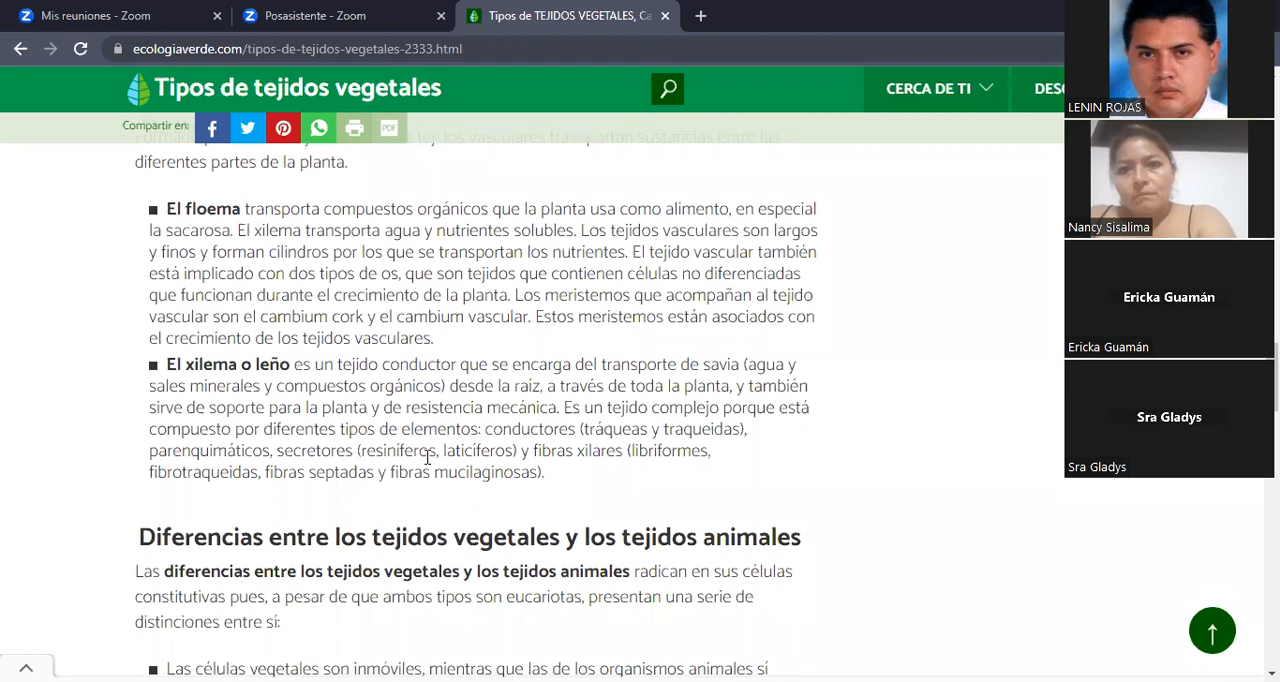 Mis reuniones - Zoom
Posasistente - Zoom
Tipos de TEJIDOS VEGETALES, Ca
ecologiaverde.com/tipos-de-tejidos-vegetales-2333.html
Tipos de tejidos vegetales
CERCA DE TI
DESC
Compartir en:
PDF
los vasculares transportan sustancias entre las
diferentes partes de la planta.
El floema transporta compuestos orgánicos que la planta usa como alimento, en especial
la sacarosa. El xilema transporta agua y nutrientes solubles. Los tejidos vasculares son largos
y finos y forman cilindros por los que se transportan los nutrientes. El tejido vascular también
está implicado con dos tipos de os, que son tejidos que contienen células no diferenciadas
que funcionan durante el crecimiento de la planta. Los meristemos que acompañan al tejido
vascular son el cambium cork y el cambium vascular. Estos meristemos están asociados con
el crecimiento de los tejidos vasculares.
El xilema o leño es un tejido conductor que se encarga del transporte de savia (agua y
sales minerales y compuestos orgánicos) desde la raíz, a través de toda la planta, y también
sirve de soporte para la planta y de resistencia mecánica. Es un tejido complejo porque está
compuesto por diferentes tipos de elementos: conductores (tráqueas y traqueidas),
parenquimáticos, secretores (resiníferos, laticíferos) y fibras xilares (libriformes,
fibrotraqueidas, fibras septadas y fibras mucilaginosas).
Diferencias entre los tejidos vegetales y los tejidos animales
Las diferencias entre los tejidos vegetales y los tejidos animales radican en sus células
constitutivas pues, a pesar de que ambos tipos son eucariotas, presentan una serie de
distinciones entre sí:
Las células vegetales son inmóviles, mientras que las de los organismos animales sí
LENIN ROJAS
Nancy Sisalima
Ericka Guamán
Ericka Guamán
Sra Gladys
Sra Gladys